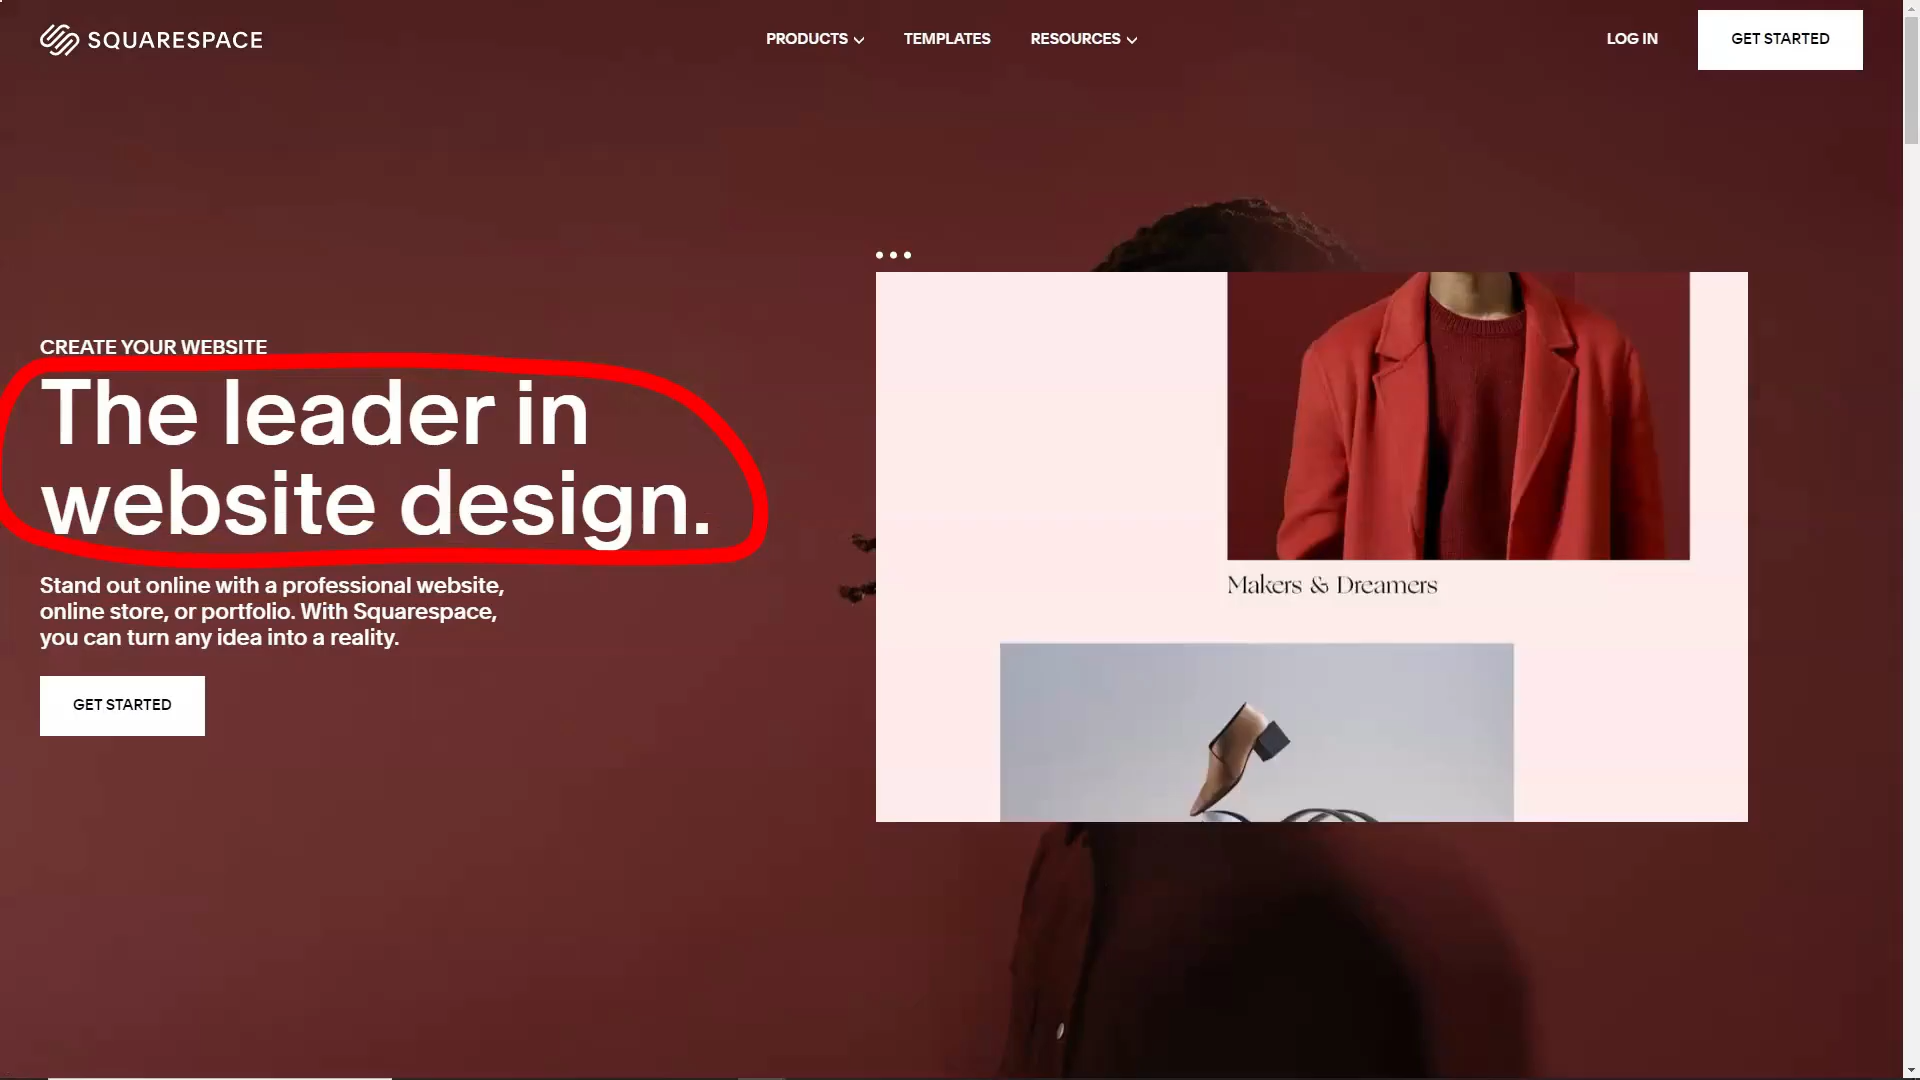 SQUARESPACE
PRODUCTS
TEMPLATES
RESOURCES
LOG IN
GET STARTED
CREATE YOUR WEBSITE
The leader in
website design.
Stand out online with a professional website,
online store, or portfolio. With Squarespace,
you can turn any idea into a reality.
GET STARTED
Makers & Dreamers